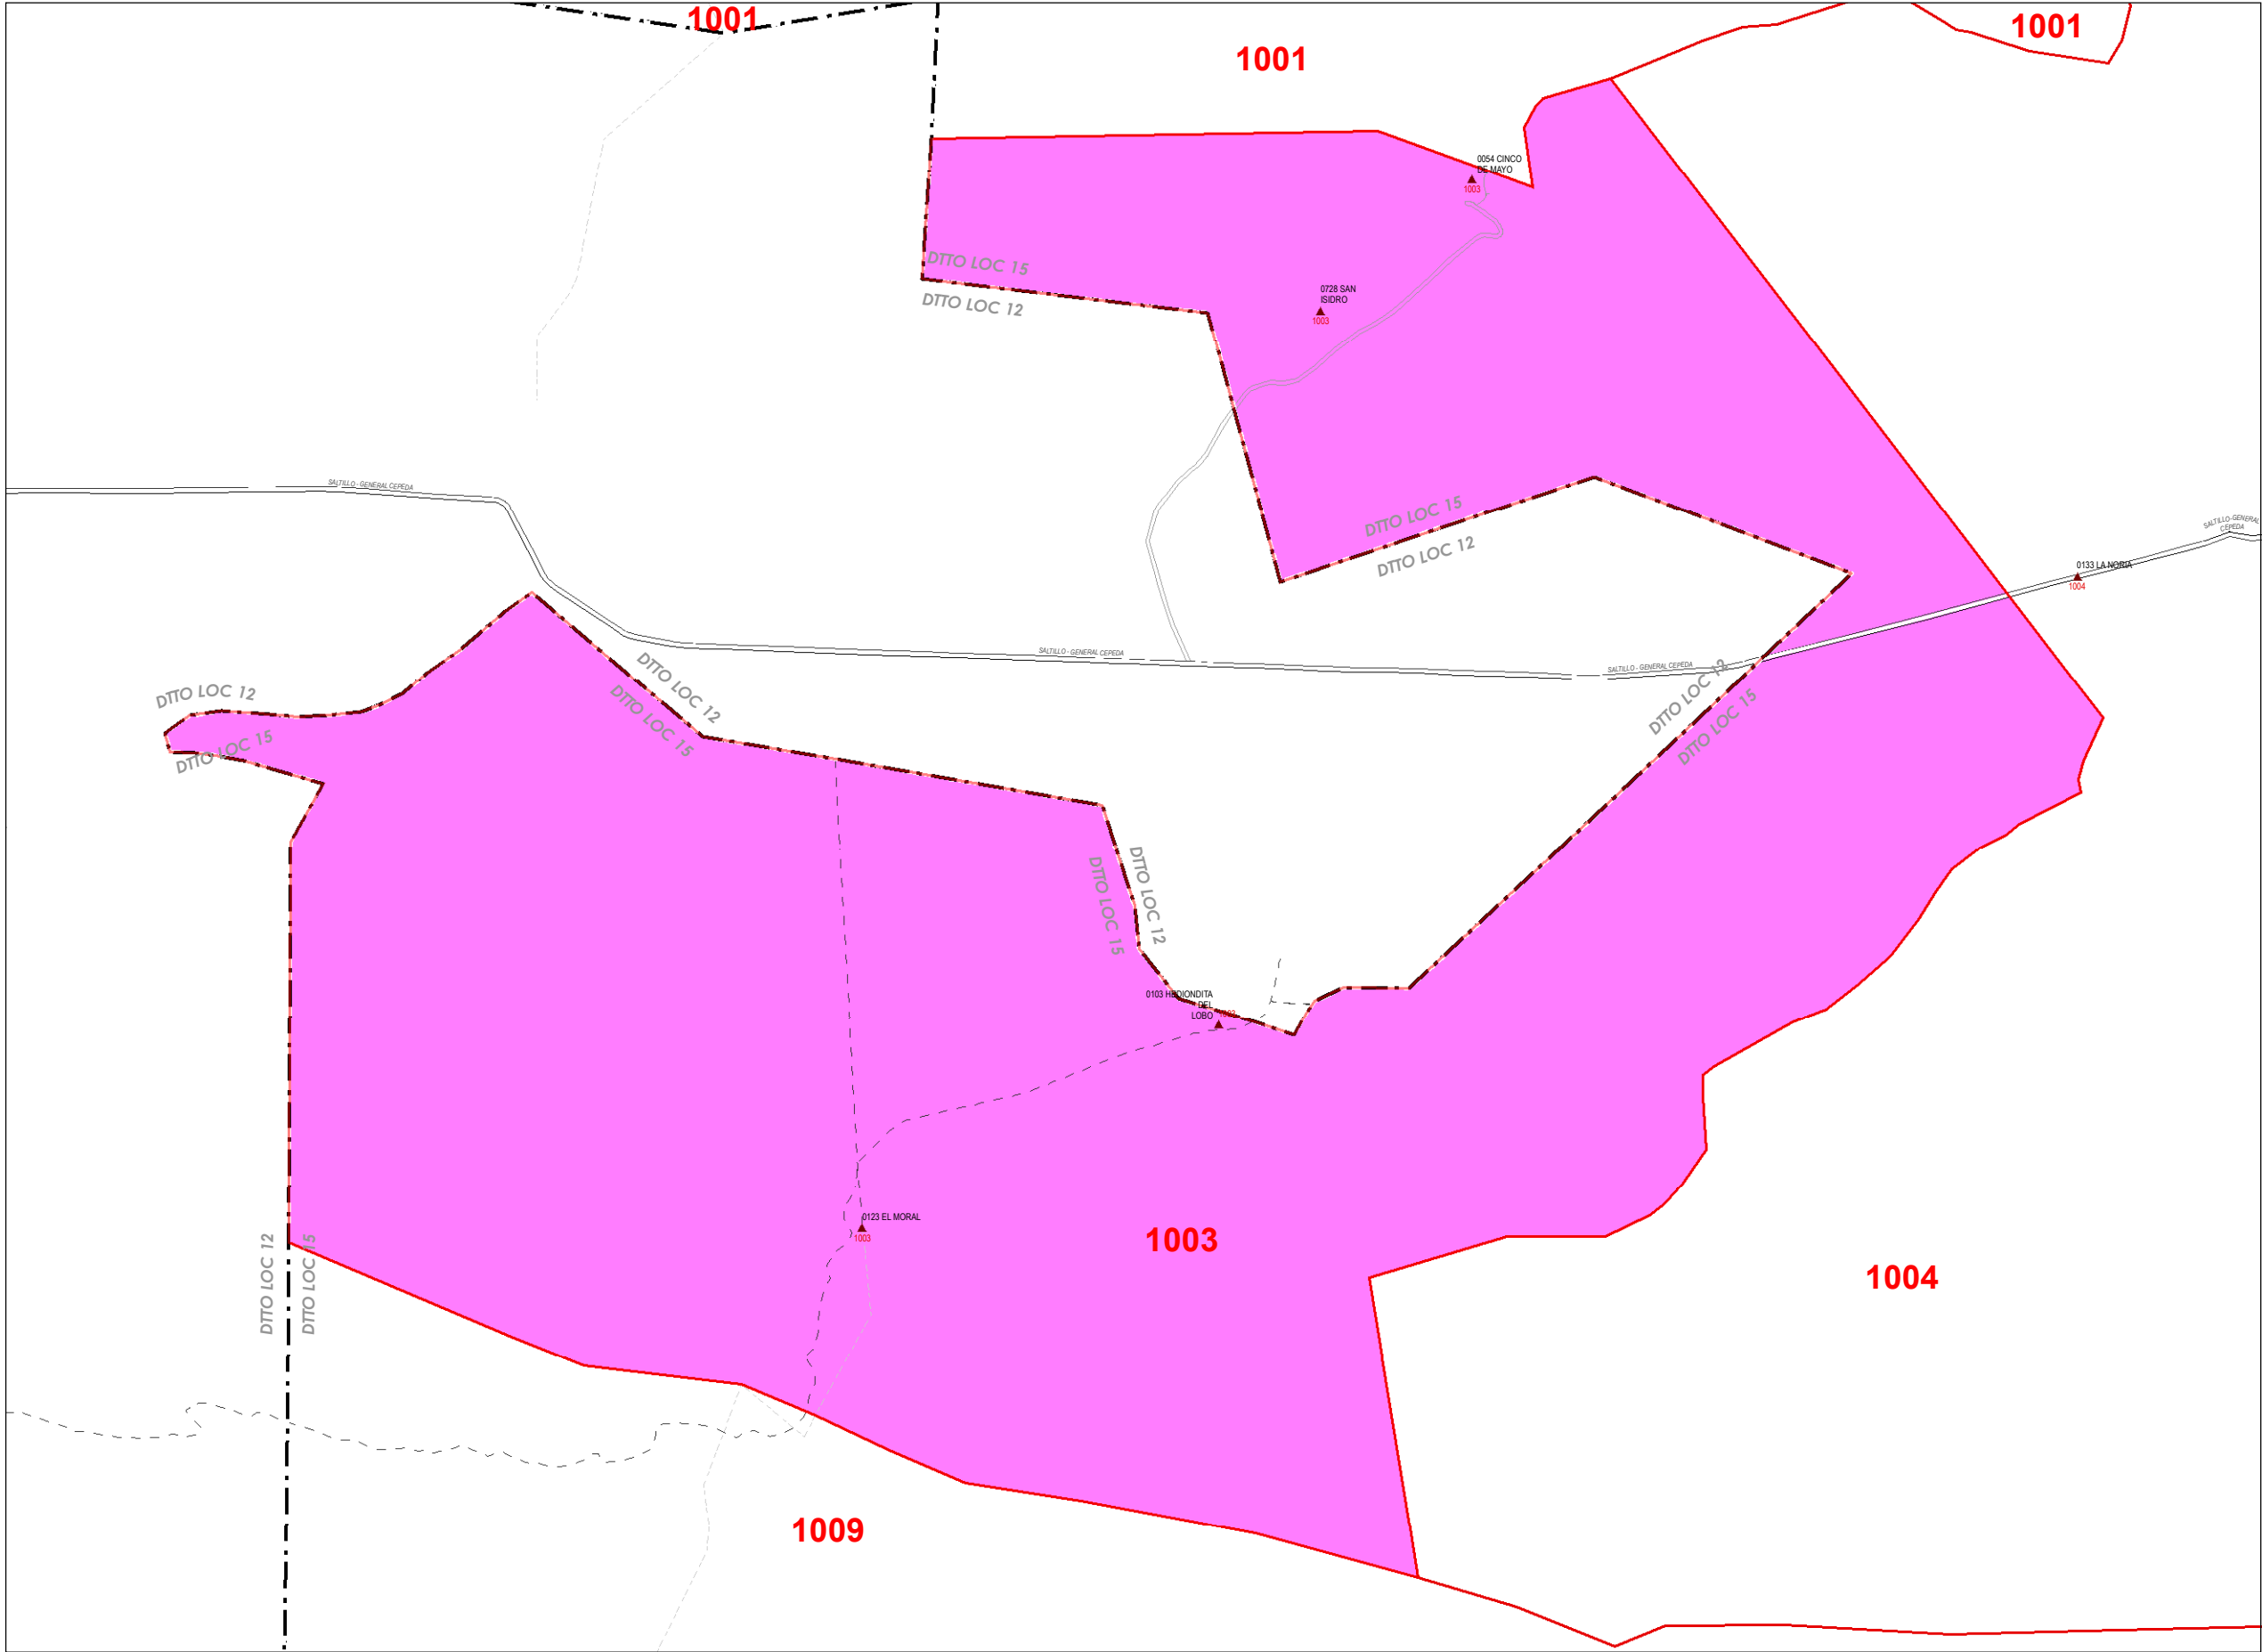 1001
1001
1001
0054 CINCO
DE MAYO
1003
DTTO LOC 15
DTTO LOC 12
0728 SAN
ISIDRO
1003
SALTILLO - GENERAL CEPEDA
DTTO LOC 15
DTTO LOC 12
SALTILLO-GENERAL
CEPEDA
0133 LA NORIA
1004
SALTILLO - GENERAL CEPEDA
SALTILLO - GENERAL CEPEDA
DTTO LOC 12
DTTO LOC 15
DTTO LOC 12
DTTO LOC 15
DTTO LOC 12
DTTO LOC 15
DTTO LOC 12
DTTO LOC 15
0103 HEDIONDITA
DEL
LOBO
1003
0123 EL MORAL
1003
1003
DTTO LOC 12
DTTO LOC 15
1004
1009